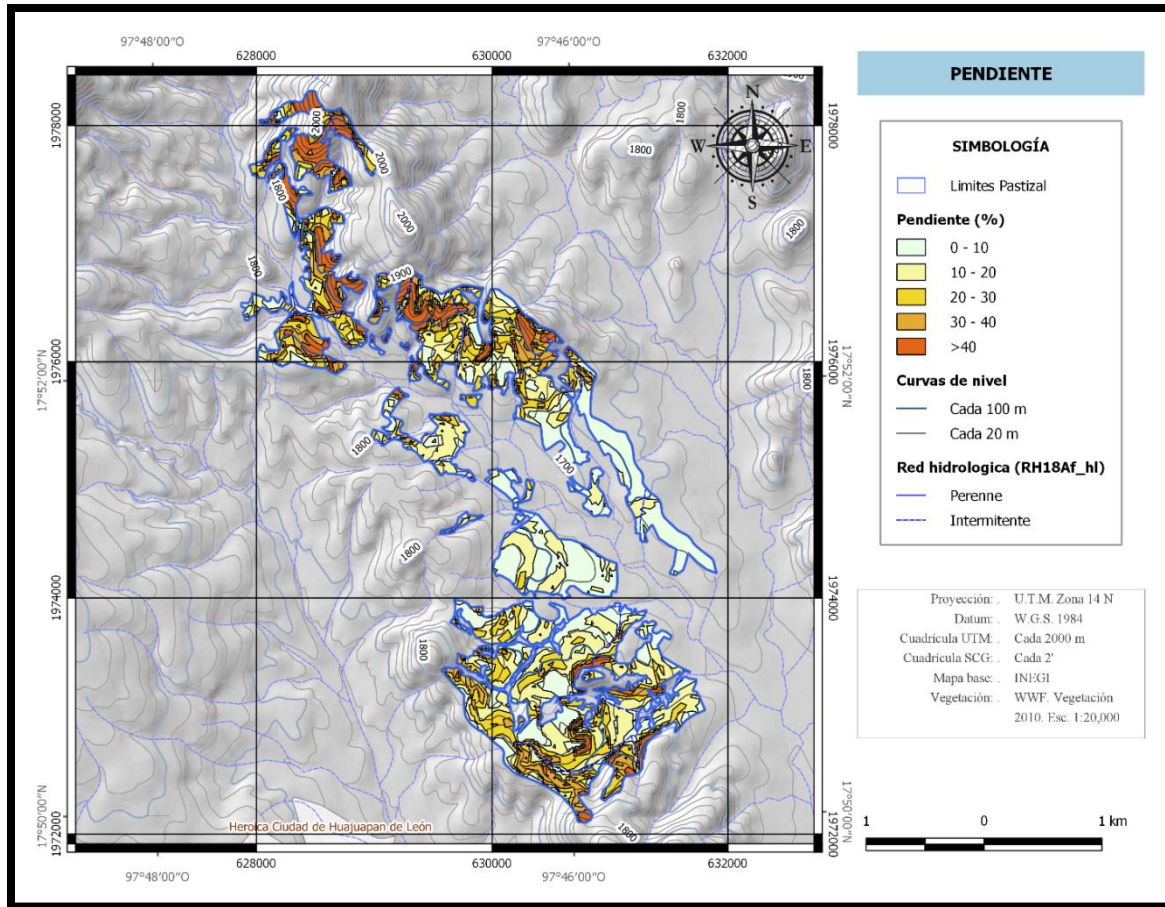 97°48'00"O
97°46'00"O
628000
630000
632000
1978000
1978000
1976000
1976000
17°52'00"N
17°52'00"N
1974000
1974000
17°50'00"N
17°50'00"N
1972000
1972000
628000
630000
632000
97°48'00"O
97°46'00"O
N
W
E
S
1800
1800
2000
2000
1800
2000
1800
1800
1900
1800
1800
1700
1800
1800
1800
Heroica Ciudad de Huajuapan de León
PENDIENTE
SIMBOLOGÍA
Limites Pastizal
Pendiente (%)
0 - 10
10 - 20
20 - 30
30 - 40
>40
Curvas de nivel
Cada 100 m
Cada 20 m
Red hidrologica (RH18Af_hl)
Perenne
Intermitente
Proyección: . U.T.M. Zona 14 N
Datum: . W.G.S. 1984
Cuadrícula UTM: . Cada 2000 m
Cuadrícula SCG: . Cada 2'
Mapa base: . INEGI
Vegetación: . WWF. Vegetación
2010. Esc. 1:20,000
1 0 1 km